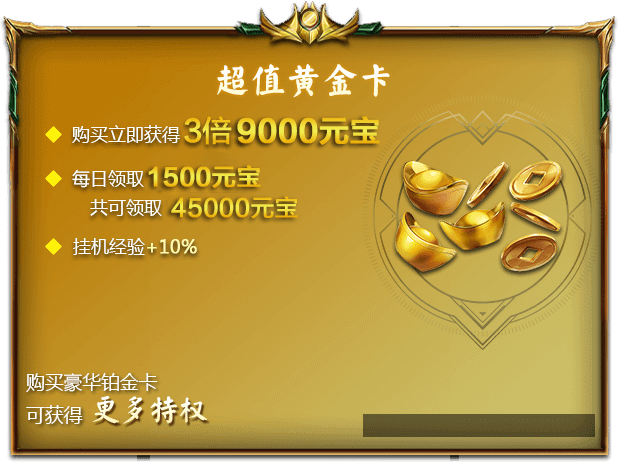 超值黄金卡
购买立即获得 3倍 9000元宝
每日领取 1500元宝
共可领取 45000元宝
挂机经验+10%
购买豪华铂金卡
可获得 更多特权